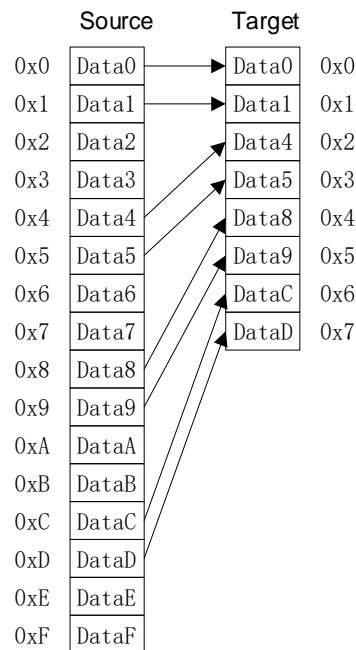 Source Target
0x0 Data0 Data0 0x0
0x1 Data1 Data1 0x1
0x2 Data2 Data4 0x2
0x3 Data3 Data5 0x3
0x4 Data4 Data8 0x4
0x5 Data5 Data9 0x5
0x6 Data6 DataC 0x6
0x7 Data7 DataD 0x7
0x8 Data8
0x9 Data9
0xA DataA
0xB DataB
0xC DataC
0xD DataD
0xE DataE
0xF DataF